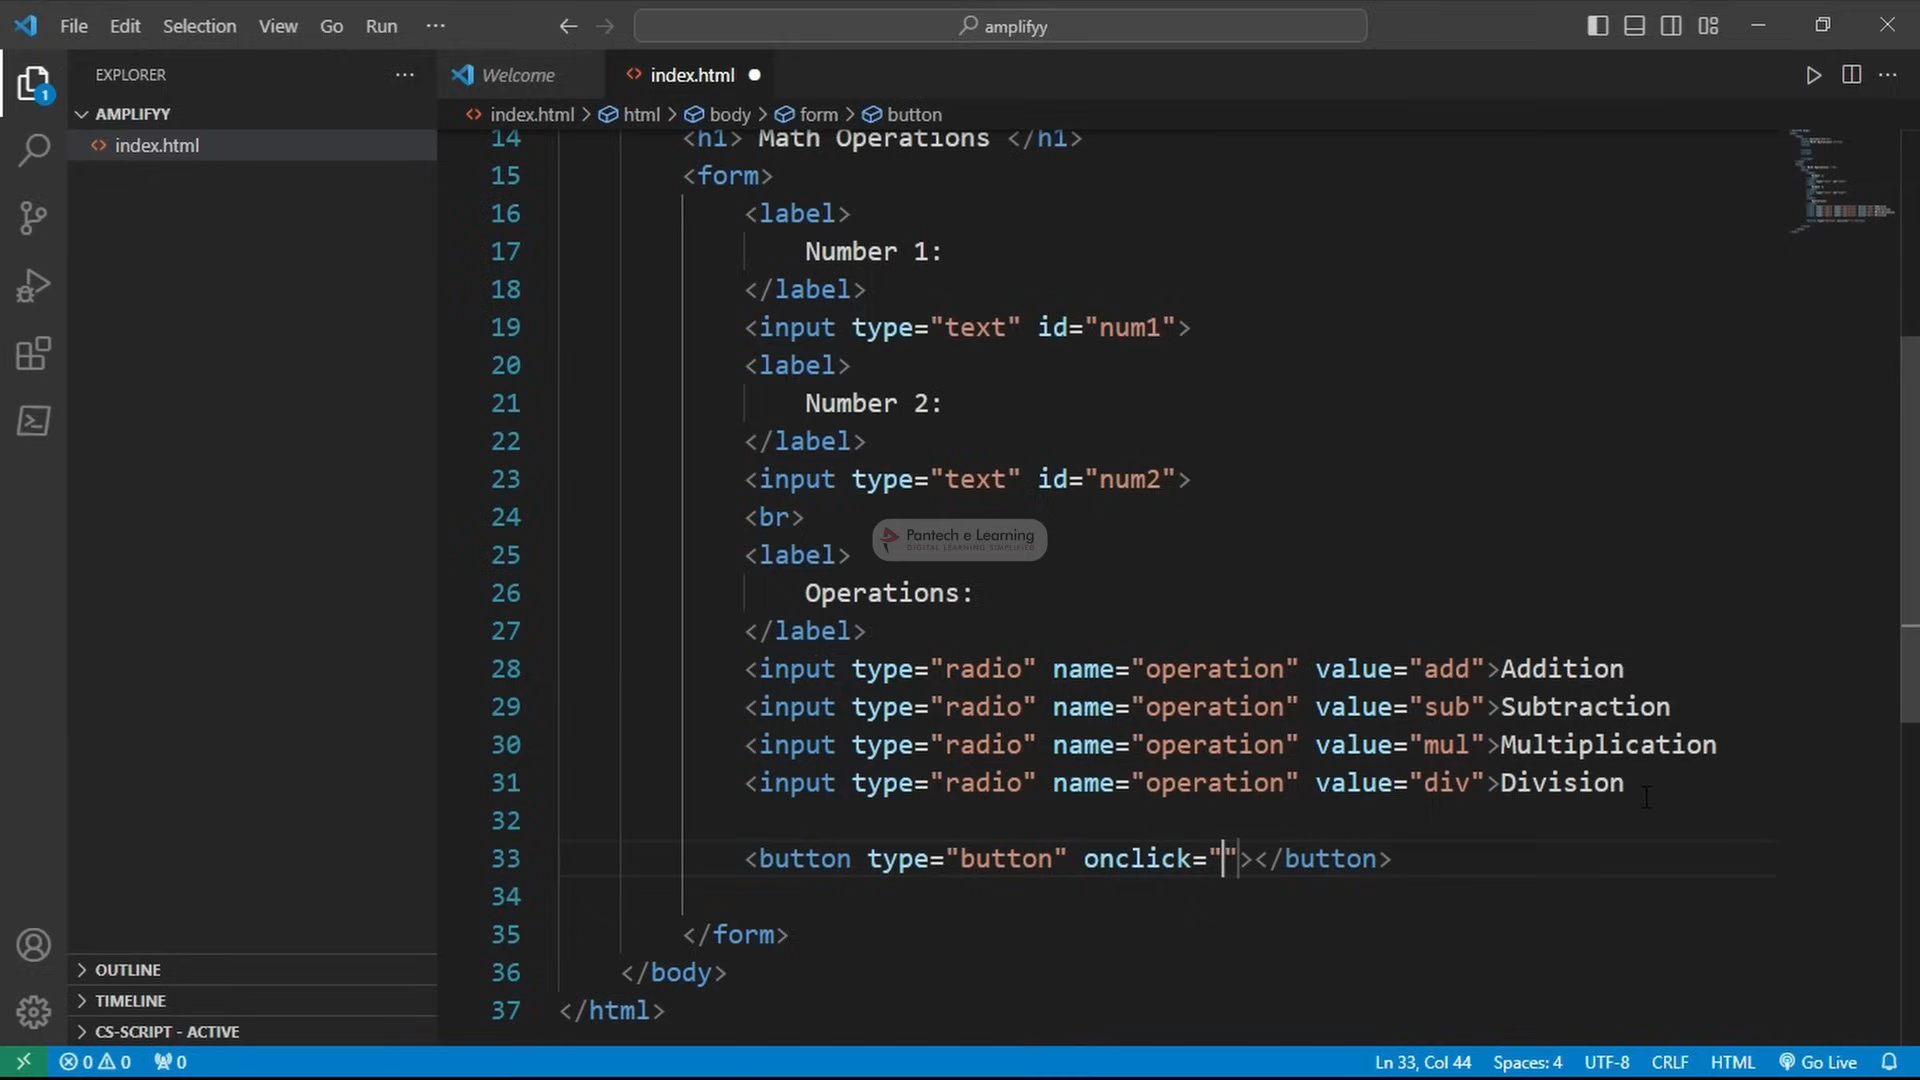 File Edit Selection View Go Run ··· amplifyy
EXPLORER ···
AMPLIFYY
index.html
1
Welcome index.html
index.html > html > body > form > button
14 <h1> Math Operations </h1>
15 <form>
16 <label>
17 Number 1:
18 </label>
19 <input type="text" id="num1">
20 <label>
21 Number 2:
22 </label>
23 <input type="text" id="num2">
24 <br>
25 <label>
26 Operations:
27 </label>
28 <input type="radio" name="operation" value="add">Addition
29 <input type="radio" name="operation" value="sub">Subtraction
30 <input type="radio" name="operation" value="mul">Multiplication
31 <input type="radio" name="operation" value="div">Division
32
33 <button type="button" onclick=""></button>
34
35 </form>
36 </body>
37 </html>
Pantech e Learning
DIGITAL LEARNING SIMPLIFIED
OUTLINE
TIMELINE
CS-SCRIPT - ACTIVE
0 0 0 Ln 33, Col 44 Spaces: 4 UTF-8 CRLF HTML Go Live